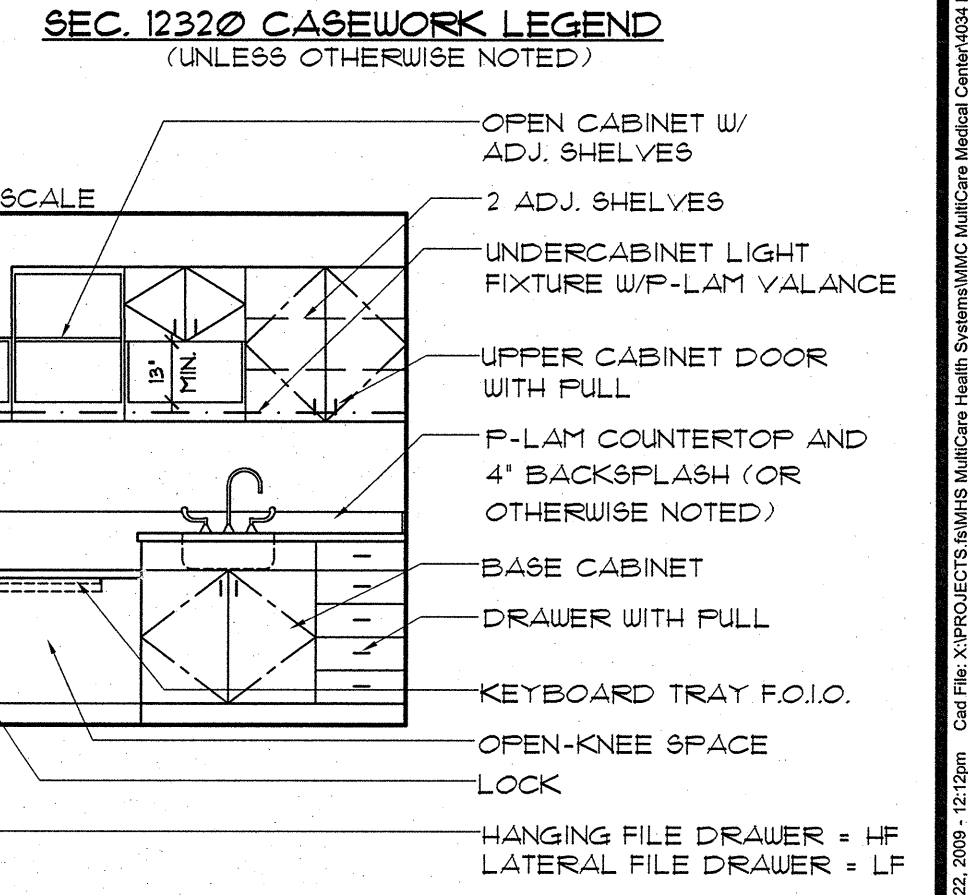 SEC. 12320 CASEWORK LEGEND
(UNLESS OTHERWISE NOTED)
OPEN CABINET W/
ADJ. SHELVES
SCALE
2 ADJ. SHELVES
UNDERCABINET LIGHT
FIXTURE W/P-LAM VALANCE
13"
MIN.
UPPER CABINET DOOR
WITH PULL
P-LAM COUNTERTOP AND
4" BACKSPLASH (OR
OTHERWISE NOTED)
BASE CABINET
DRAWER WITH PULL
KEYBOARD TRAY F.O.I.O.
OPEN-KNEE SPACE
LOCK
HANGING FILE DRAWER = HF
LATERAL FILE DRAWER = LF
22, 2009 - 12:12pm Cad File: X:\PROJECTS.fs\MHS MultiCare Health Systems\MMC MultiCare Medical Center\4034